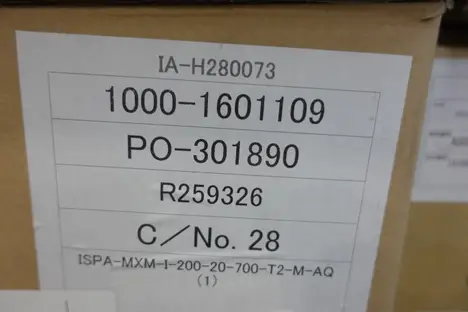 IA-H280073
1000-1601109
PO-301890
R259326
C／No. 28
ISPA-MXM-I-200-20-700-T2-M-AQ
(1)